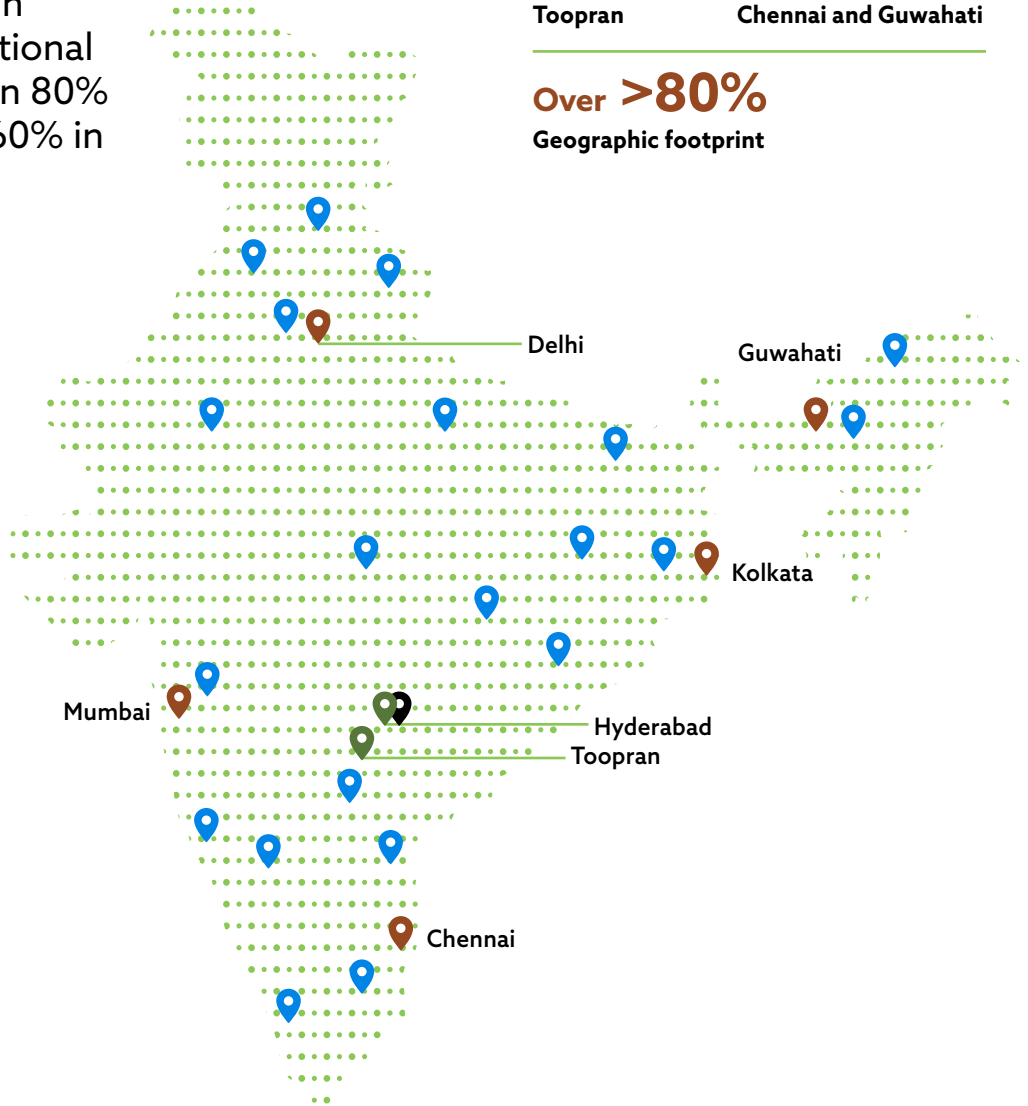 tional
n 80%
60% in
Toopran
Chennai and Guwahati
Over >80%
Geographic footprint
Delhi
Guwahati
Kolkata
Mumbai
Hyderabad
Toopran
Chennai